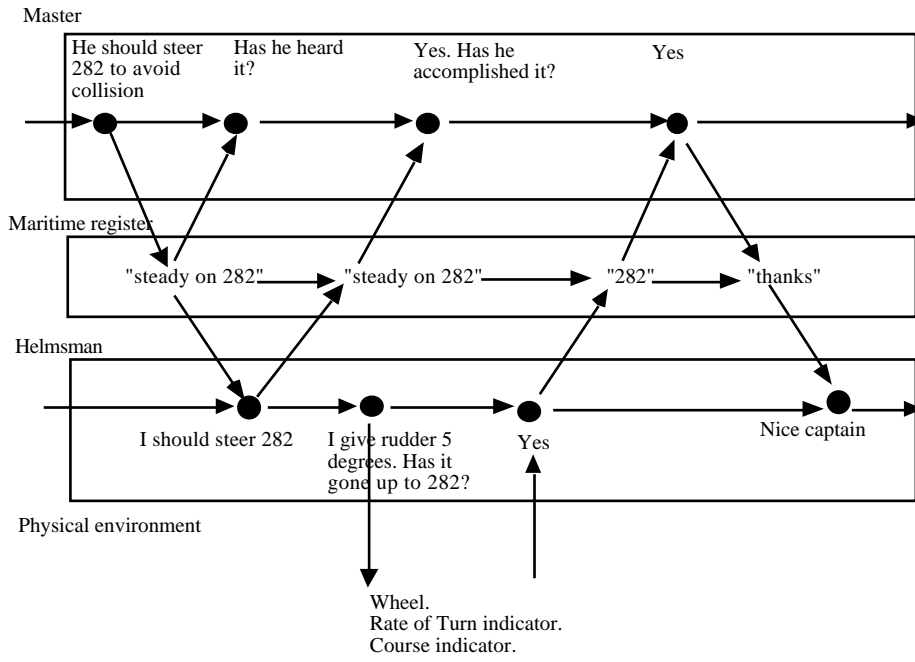 Master
He should steer
282 to avoid
collision
Has he heard
it?
Yes. Has he
accomplished it?
Yes
Maritime register
"steady on 282"
"steady on 282"
"282"
"thanks"
Helmsman
I should steer 282
I give rudder 5
degrees. Has it
gone up to 282?
Yes
Nice captain
Physical environment
Wheel.
Rate of Turn indicator.
Course indicator.